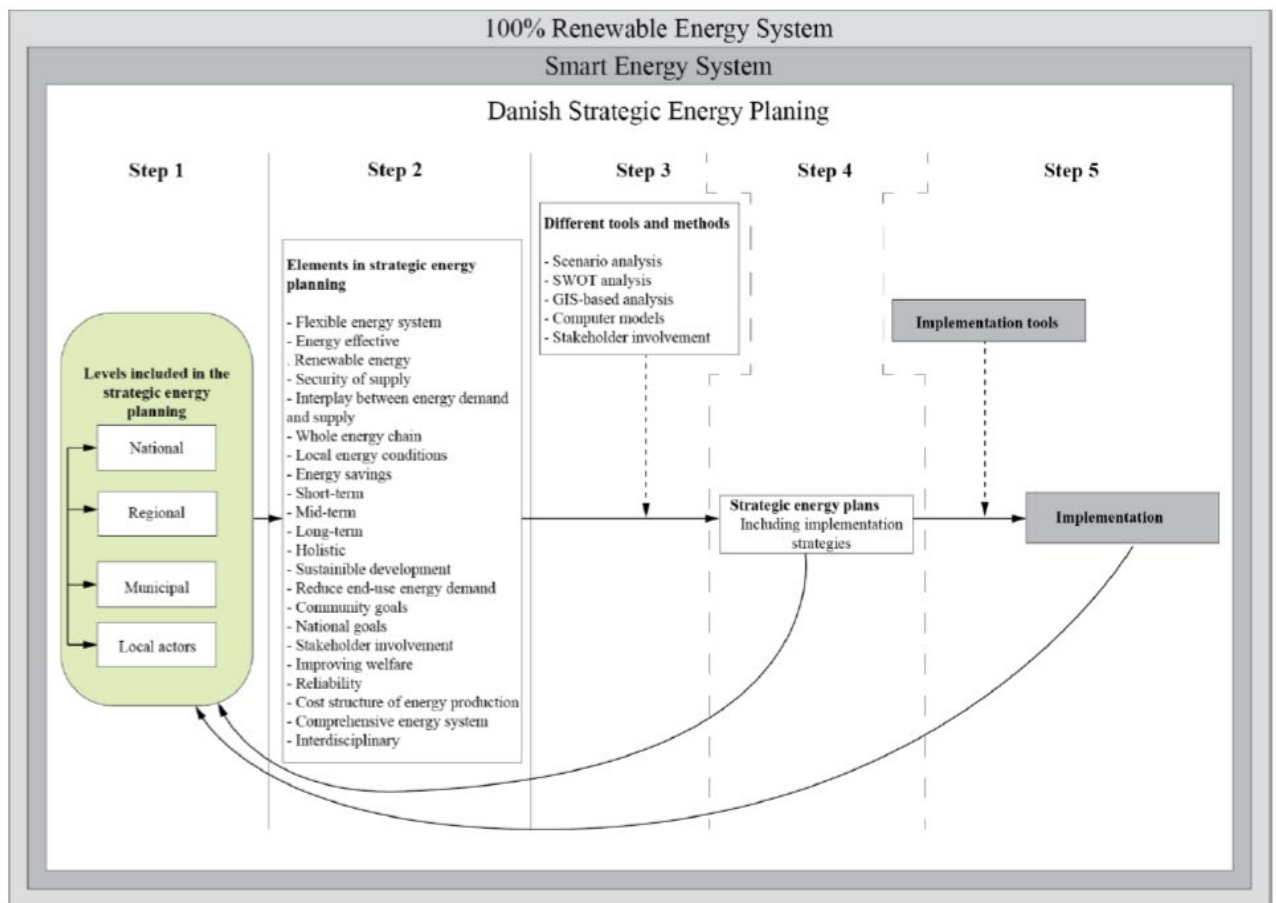 100% Renewable Energy System
Smart Energy System
Danish Strategic Energy Planing
Step 1
Step 2
Step 3
Step 4
Step 5
Levels included in the
strategic energy
planning
National
Regional
Municipal
Local actors
Elements in strategic energy
planning
- Flexible energy system
- Energy effective
. Renewable energy
- Security of supply
- Interplay between energy demand
and supply
- Whole energy chain
- Local energy conditions
- Energy savings
- Short-term
- Mid-term
- Long-term
- Holistic
- Sustainible development
- Reduce end-use energy demand
- Community goals
- National goals
- Stakeholder involvement
- Improving welfare
- Reliability
- Cost structure of energy production
- Comprehensive energy system
- Interdisciplinary
Different tools and methods
- Scenario analysis
- SWOT analysis
- GIS-based analysis
- Computer models
- Stakeholder involvement
Strategic energy plans
Including implementation
strategies
Implementation tools
Implementation